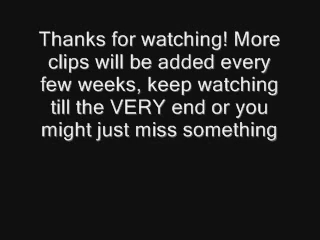 Thanks for watching! More
clips will be added every
few weeks, keep watching
till the VERY end or you
might just miss something